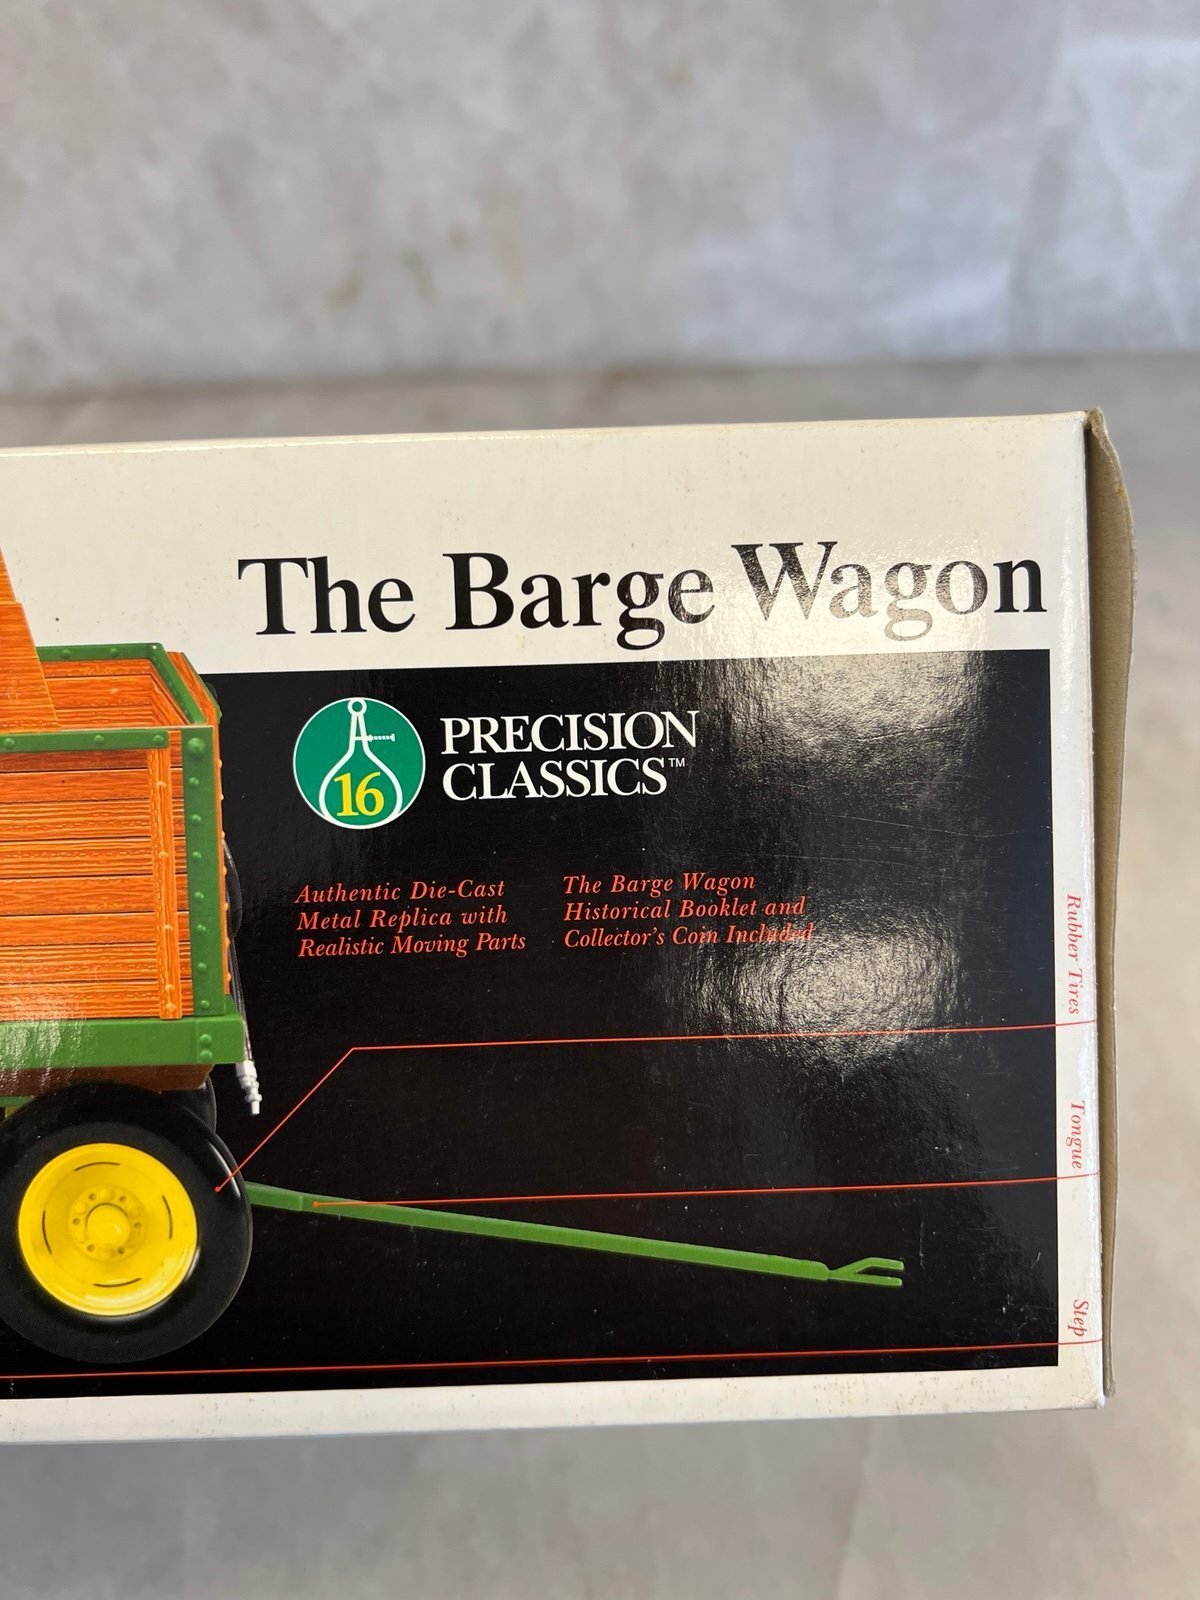 The Barge Wagon
16
PRECISION
CLASSICS™
Authentic Die-Cast
Metal Replica with
Realistic Moving Parts
The Barge Wagon
Historical Booklet and
Collector's Coin Included
Rubber Tires
Tongue
Step